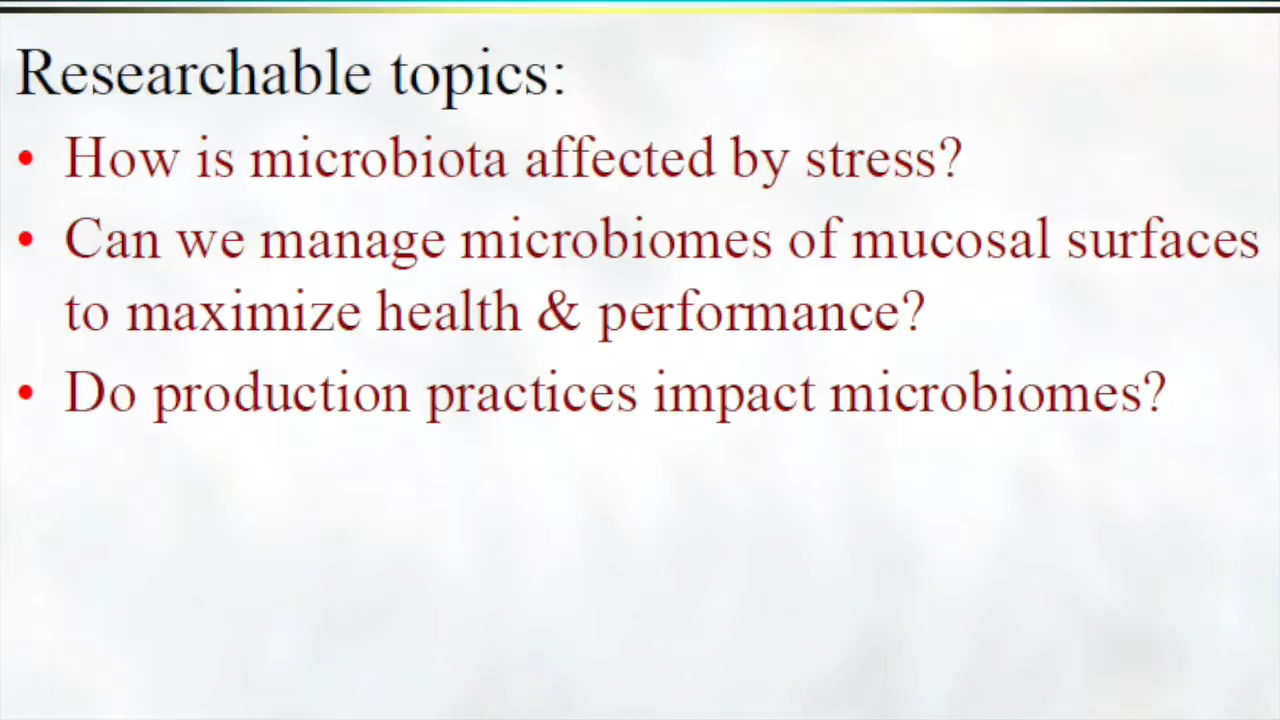 Researchable topics:
• How is microbiota affected by stress?
• Can we manage microbiomes of mucosal surfaces
to maximize health & performance?
• Do production practices impact microbiomes?